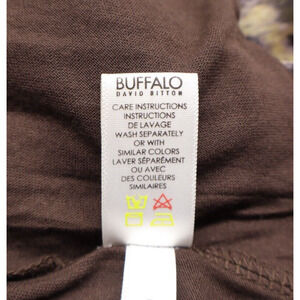 BUFFALO
DAVID BITTON
CARE INSTRUCTIONS
INSTRUCTIONS
DE LAVAGE
WASH SEPARATELY
OR WITH
SIMILAR COLORS
LAVER SÉPARÉMENT
OU AVEC
DES COULEURS
SIMILAIRES